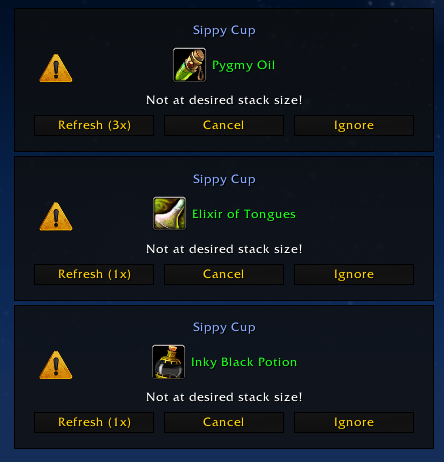 Sippy Cup
Pygmy Oil
Not at desired stack size!
Refresh (3x) Cancel Ignore
Sippy Cup
Elixir of Tongues
Not at desired stack size!
Refresh (1x) Cancel Ignore
Sippy Cup
Inky Black Potion
Not at desired stack size!
Refresh (1x) Cancel Ignore